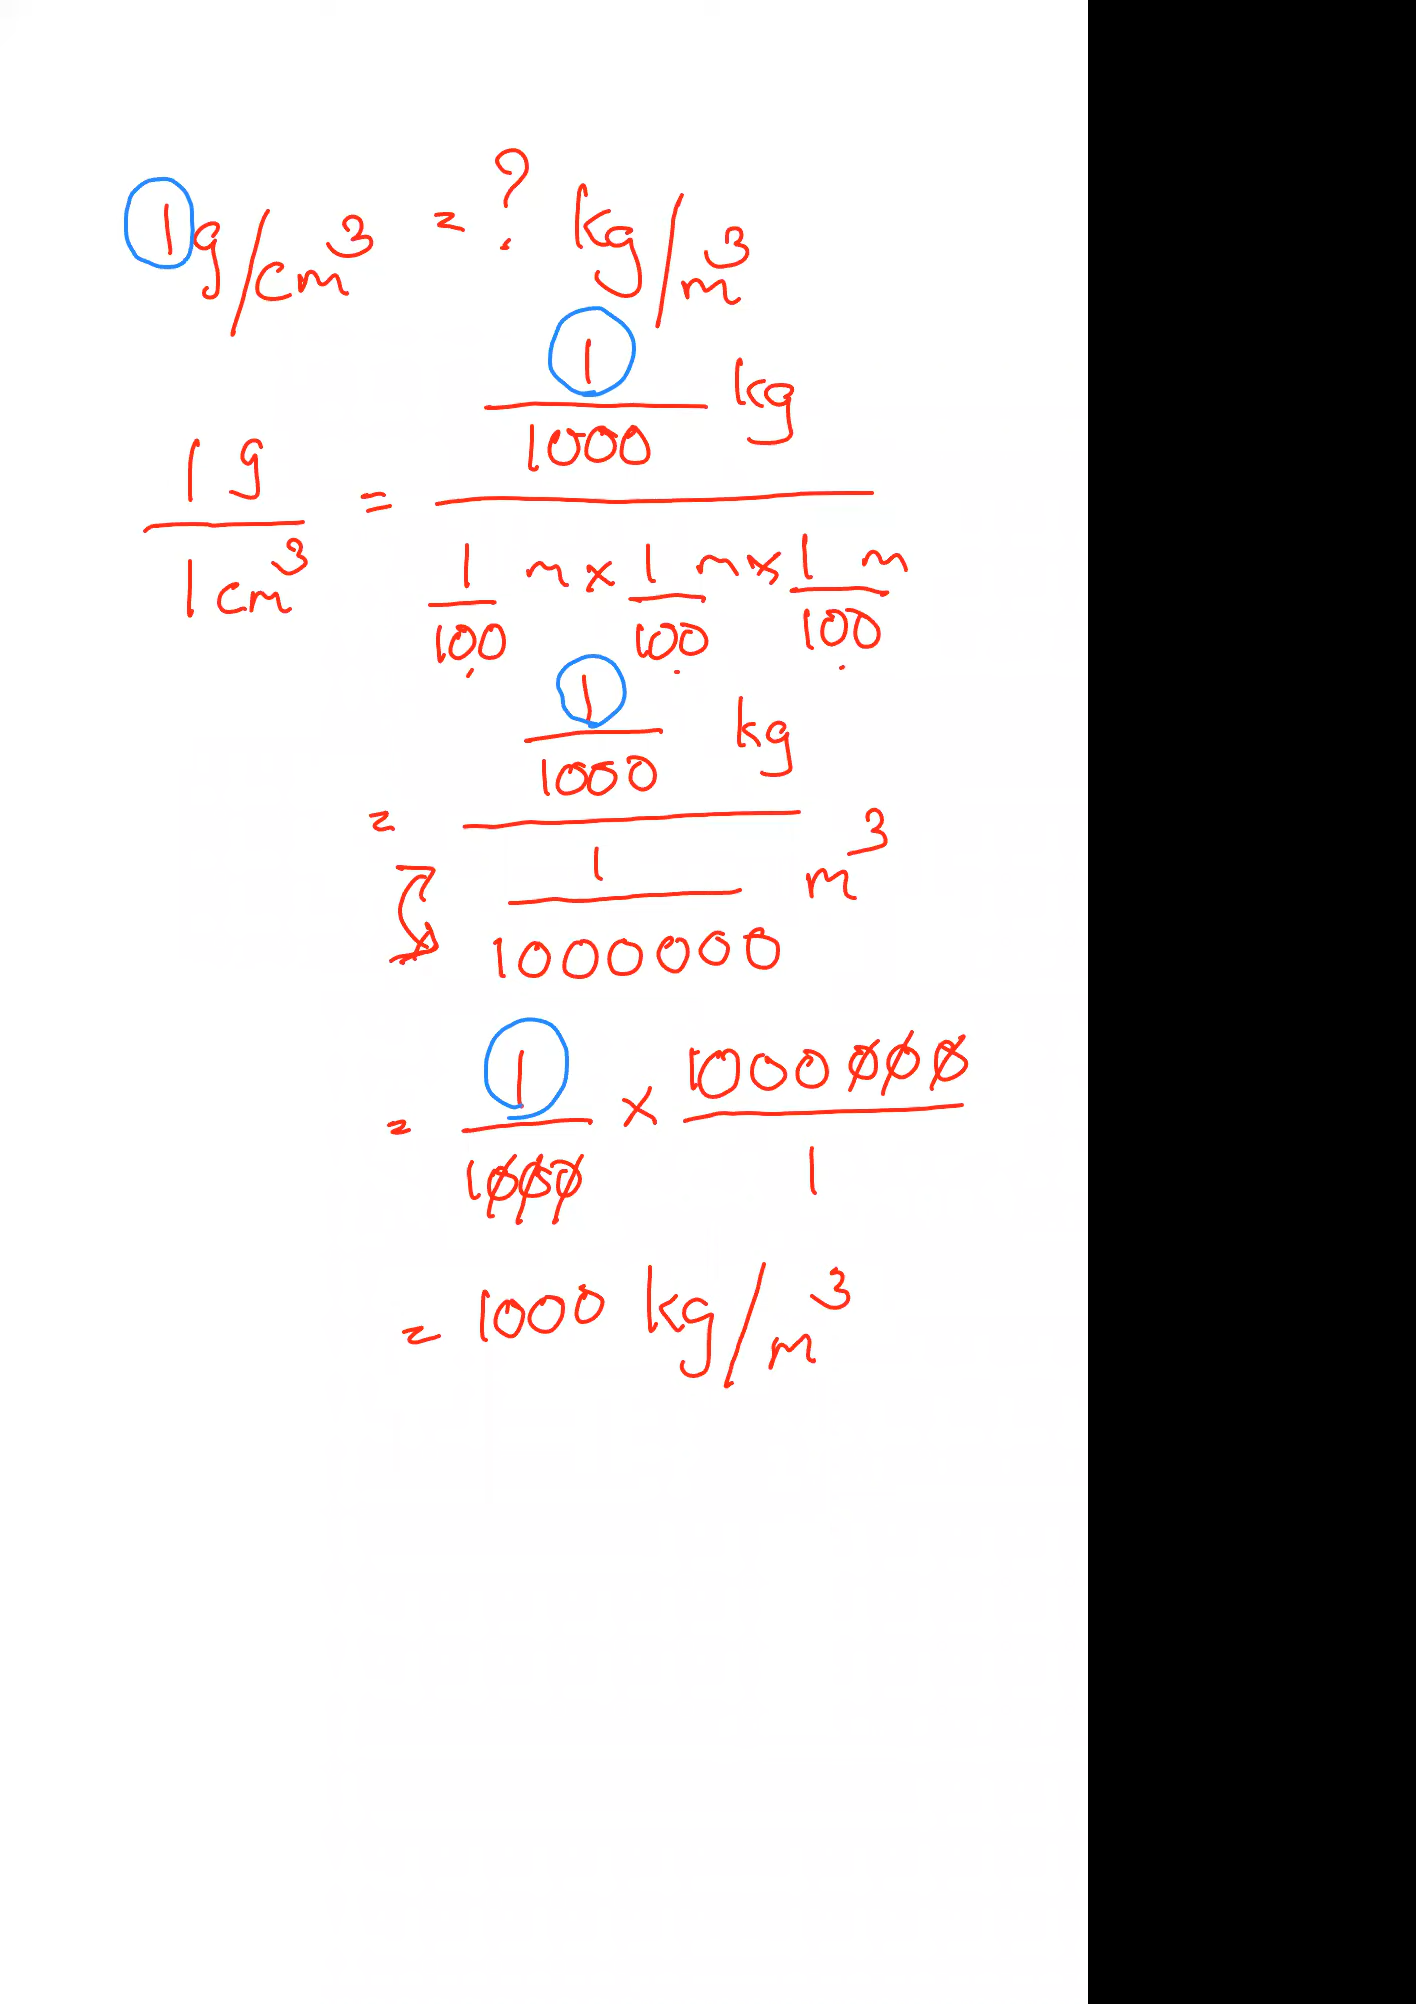 1g/cm³ = ? kg/m³
1 g / 1 cm³ = (1/1000 kg) / (1/100 m × 1/100 m × 1/100 m)
= (1/1000 kg) / (1/1000000 m³)
= 1/1000 × 1000000/1
= 1000 kg/m³